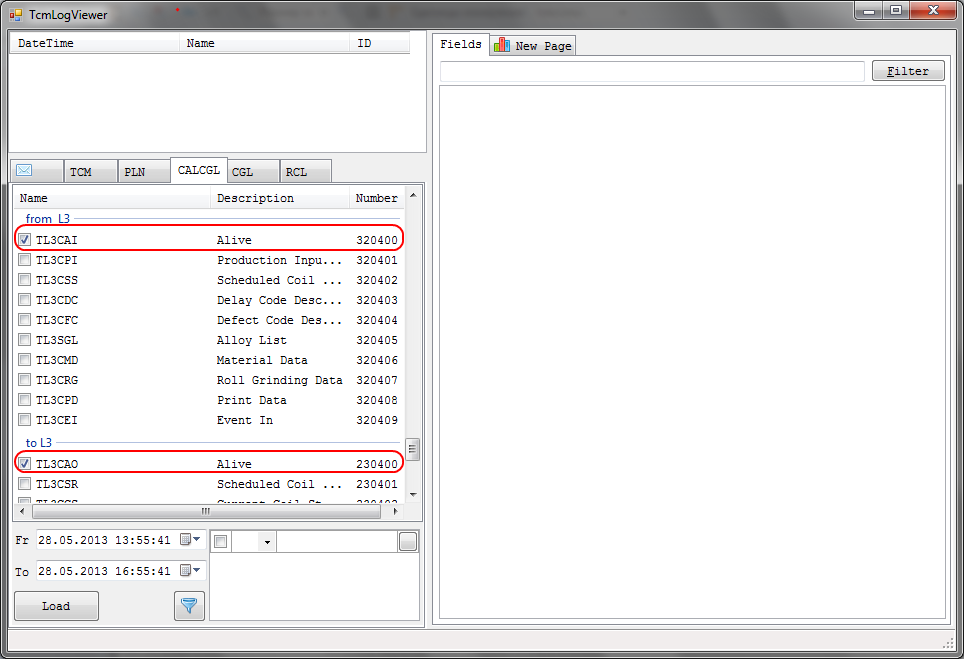 TcmLogViewer
DateTime Name ID
Fields New Page
Filter
TCM PLN CALCGL CGL RCL
Name Description Number
from L3
TL3CAI Alive 320400
TL3CPI Production Inpu... 320401
TL3CSS Scheduled Coil ... 320402
TL3CDC Delay Code Desc... 320403
TL3CFC Defect Code Des... 320404
TL3SGL Alloy List 320405
TL3CMD Material Data 320406
TL3CRG Roll Grinding Data 320407
TL3CPD Print Data 320408
TL3CEI Event In 320409
to L3
TL3CAO Alive 230400
TL3CSR Scheduled Coil ... 230401
Fr 28.05.2013 13:55:41
To 28.05.2013 16:55:41
Load